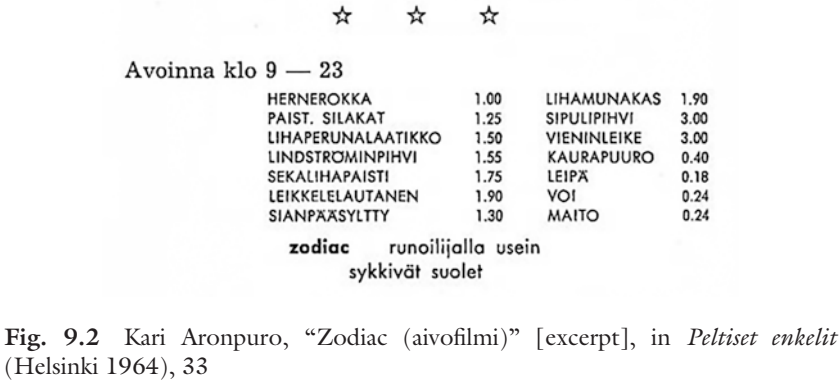 ☆ ☆ ☆
Avoinna klo 9 — 23
HERNEROKKA 1.00 LIHAMUNAKAS 1.90
PAIST. SILAKAT 1.25 SIPULIPIHVI 3.00
LIHAPERUNALAATIKKO 1.50 VIENINLEIKE 3.00
LINDSTRÖMINPIHVI 1.55 KAURAPUURO 0.40
SEKALIHAPAISTI 1.75 LEIPÄ 0.18
LEIKKELELAUTANEN 1.90 VOI 0.24
SIANPÄÄSYLTTY 1.30 MAITO 0.24
zodiac runoilijalla usein
sykkivät suolet
Fig. 9.2 Kari Aronpuro, “Zodiac (aivofilmi)” [excerpt], in Peltiset enkelit
(Helsinki 1964), 33